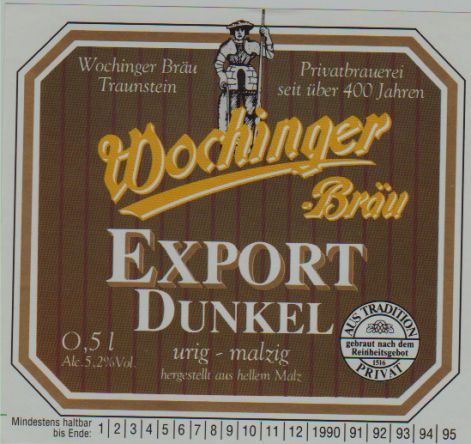 Wochinger Bräu
Traunstein
Privatbrauerei
seit über 400 Jahren
Wochinger
-Bräu
EXPORT
DUNKEL
0,5 l
Alc. 5,2% Vol.
urig - malzig
hergestellt aus hellem Malz
AUS TRADITION
gebraut nach dem
Reinheitsgebot
1516
PRIVAT
Mindestens haltbar
bis Ende: 1 2 3 4 5 6 7 8 9 10 11 12 1990 91 92 93 94 95